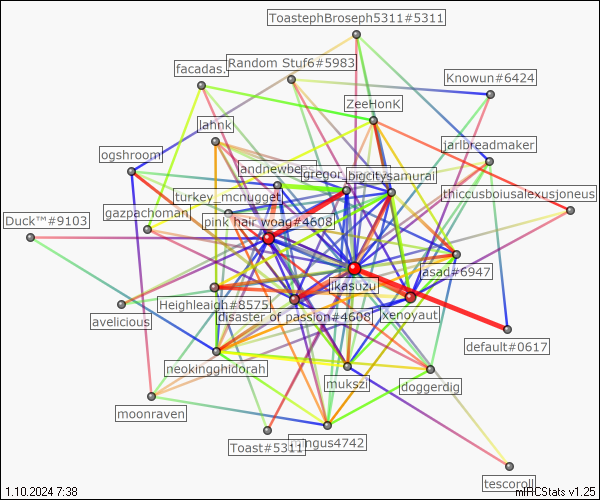 ToastephBroseph5311#5311
Random Stuf6#5983
facadas.
Knowun#6424
ZeeHonK
lahnk
jarlbreadmaker
ogshroom
landnewber
gregor
bigcitysamurai
thiccusboiusalexusjoneus
turkey_mcnugget
gazpachoman
pink hair woag#4608
Duck™#9103
jasad#6947
ikasuzu
Heighleaigh#8575
xenoyaut
avelicious
disaster of passion#4608
default#0617
neokingghidorah
mukszi
doggerdig
moonraven
Toast#5311
ingus4742
tescoroll
1.10.2024 7:38
mIRCStats v1.25